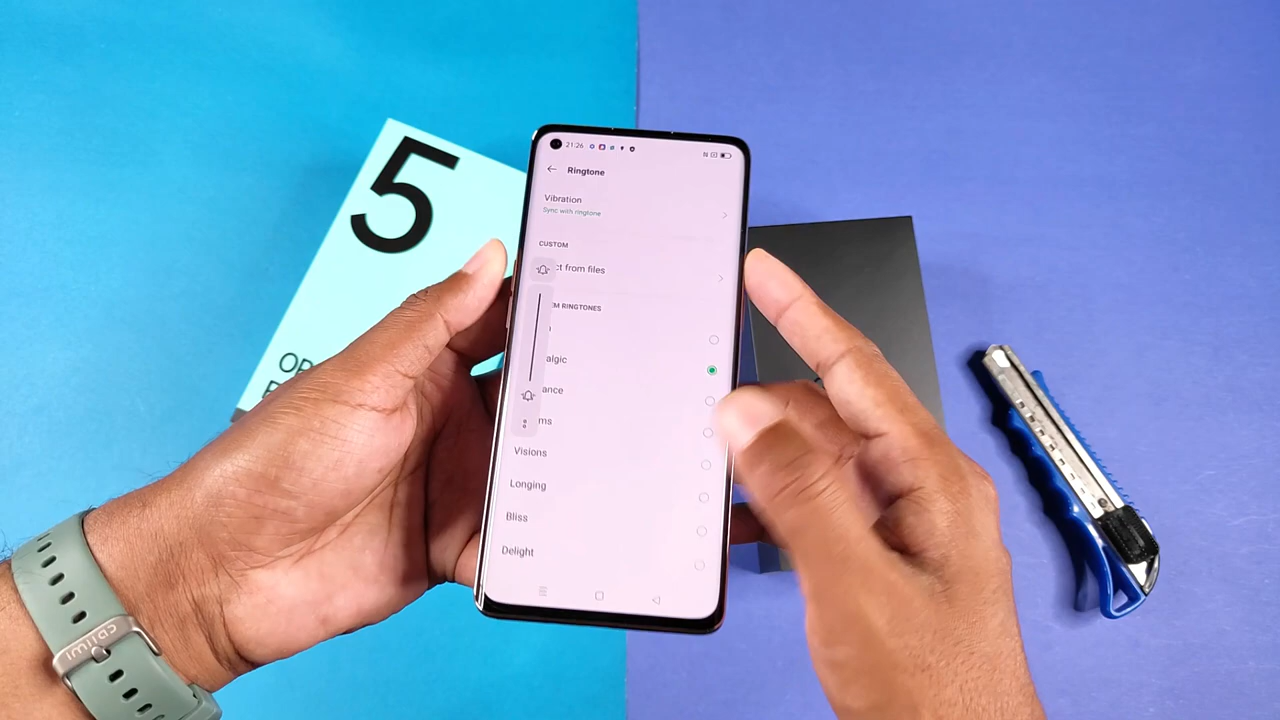 5
21:26
Ringtone
Vibration
Sync with ringtone
CUSTOM
ct from files
M RINGTONES
algic
ance
ms
Visions
Longing
Bliss
Delight